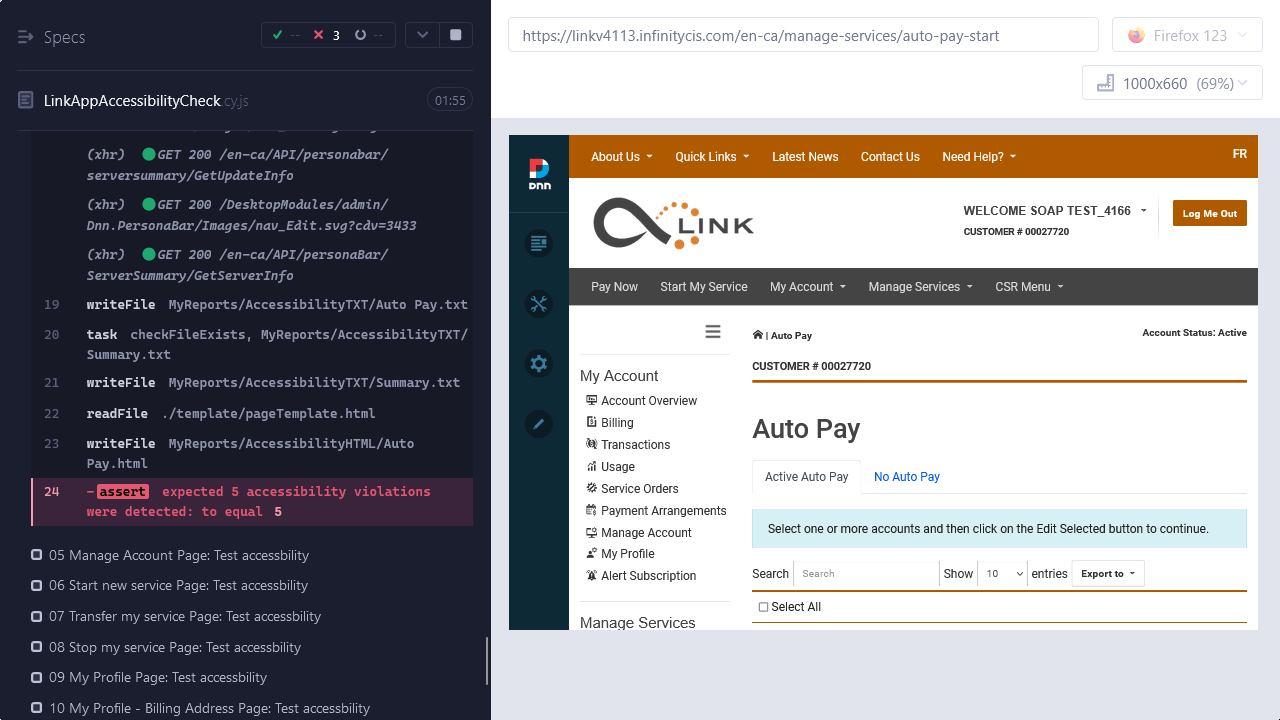 Specs
--
3
--
LinkAppAccessibilityCheck.cy.js
01:55
(xhr) GET 200 /en-ca/API/personabar/
serversummary/GetUpdateInfo
(xhr) GET 200 /DesktopModules/admin/
Dnn.PersonaBar/Images/nav_Edit.svg?cdv=3433
(xhr) GET 200 /en-ca/API/personaBar/
ServerSummary/GetServerInfo
19 writeFile MyReports/AccessibilityTXT/Auto Pay.txt
20 task checkFileExists, MyReports/AccessibilityTXT/
Summary.txt
21 writeFile MyReports/AccessibilityTXT/Summary.txt
22 readFile ./template/pageTemplate.html
23 writeFile MyReports/AccessibilityHTML/Auto
Pay.html
24 -assert expected 5 accessibility violations
were detected: to equal 5
05 Manage Account Page: Test accessbility
06 Start new service Page: Test accessbility
07 Transfer my service Page: Test accessbility
08 Stop my service Page: Test accessbility
09 My Profile Page: Test accessbility
10 My Profile - Billing Address Page: Test accessbility
https://linkv4113.infinitycis.com/en-ca/manage-services/auto-pay-start
Firefox 123
1000x660 (69%)
Dnn
About Us
Quick Links
Latest News
Contact Us
Need Help?
FR
LINK
WELCOME SOAP TEST_4166
CUSTOMER # 00027720
Log Me Out
Pay Now
Start My Service
My Account
Manage Services
CSR Menu
My Account
Account Overview
Billing
Transactions
Usage
Service Orders
Payment Arrangements
Manage Account
My Profile
Alert Subscription
Manage Services
| Auto Pay
Account Status: Active
CUSTOMER # 00027720
Auto Pay
Active Auto Pay
No Auto Pay
Select one or more accounts and then click on the Edit Selected button to continue.
Search Search Show 10 entries Export to
Select All